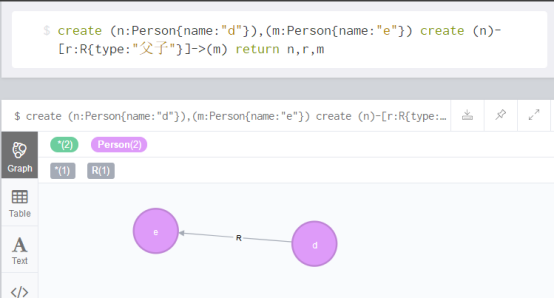 $ create (n:Person{name:"d"}),(m:Person{name:"e"}) create (n)-
[r:R{type:"父子"}]->(m) return n,r,m
$ create (n:Person{name:"d"}),(m:Person{name:"e"}) create (n)-[r:R{type:…
*(2) Person(2)
Graph
*(1) R(1)
Table
e
R
d
A
Text
</>